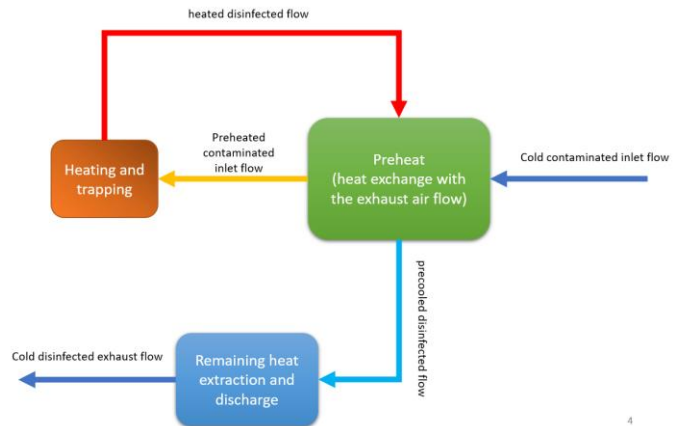 heated disinfected flow
Preheated
contaminated
inlet flow
Heating and
trapping
Preheat
(heat exchange with
the exhaust air flow)
Cold contaminated inlet flow
precooled disinfected flow
Cold disinfected exhaust flow
Remaining heat
extraction and
discharge
4